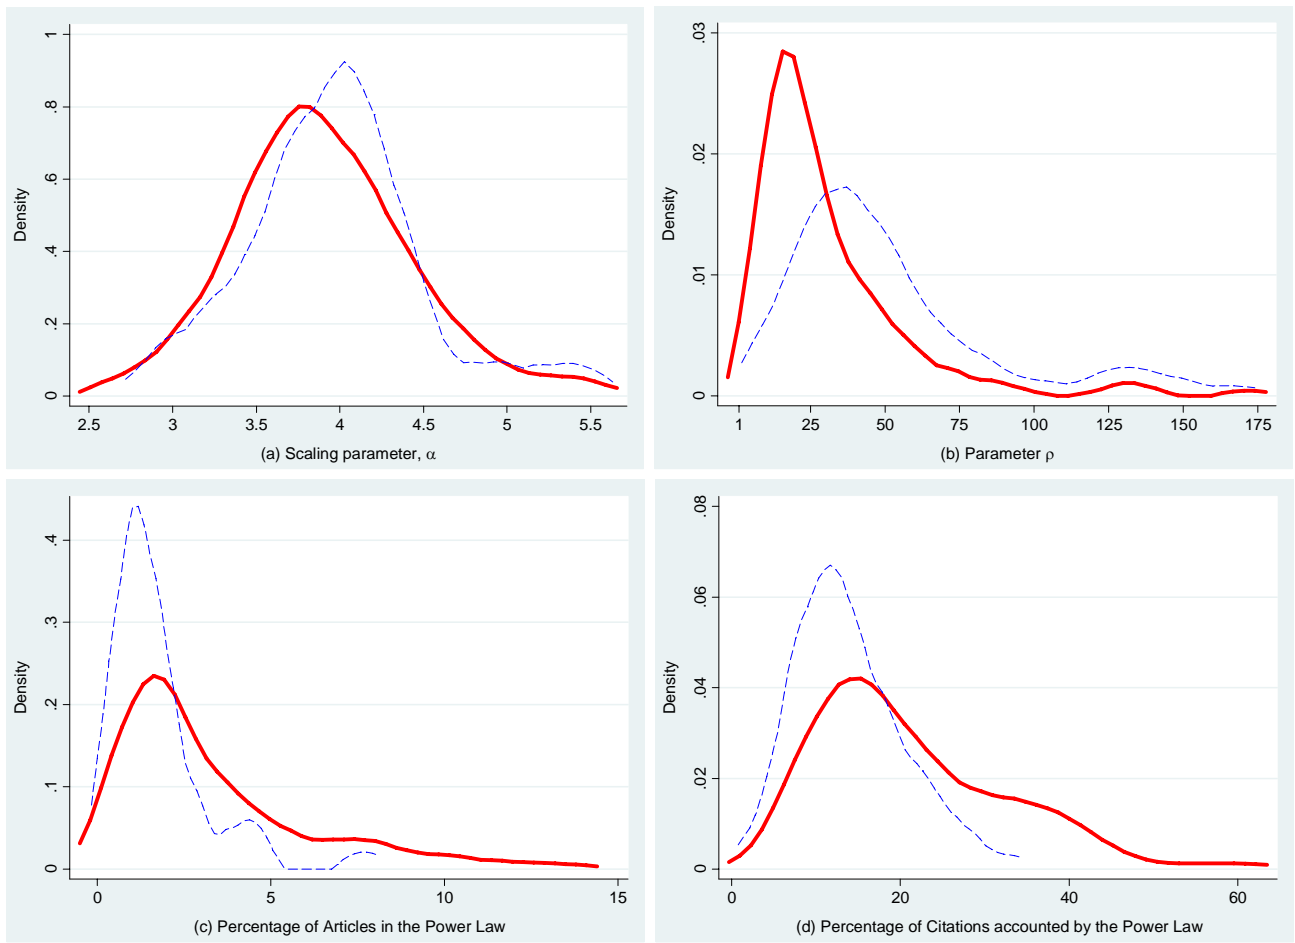 1
.8
.6
.4
.2
0
Density
2.5 3 3.5 4 4.5 5 5.5
(a) Scaling parameter, α
.03
.02
.01
0
Density
1 25 50 75 100 125 150 175
(b) Parameter ρ
.4
.3
.2
.1
0
Density
0 5 10 15
(c) Percentage of Articles in the Power Law
.08
.06
.04
.02
0
Density
0 20 40 60
(d) Percentage of Citations accounted by the Power Law